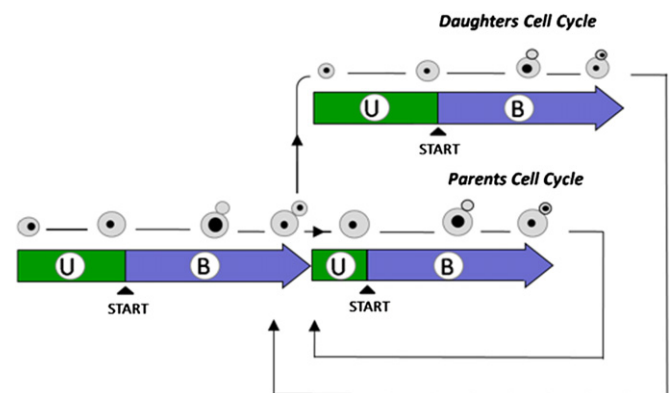 Daughters Cell Cycle
U B
START
Parents Cell Cycle
U B U B
START START